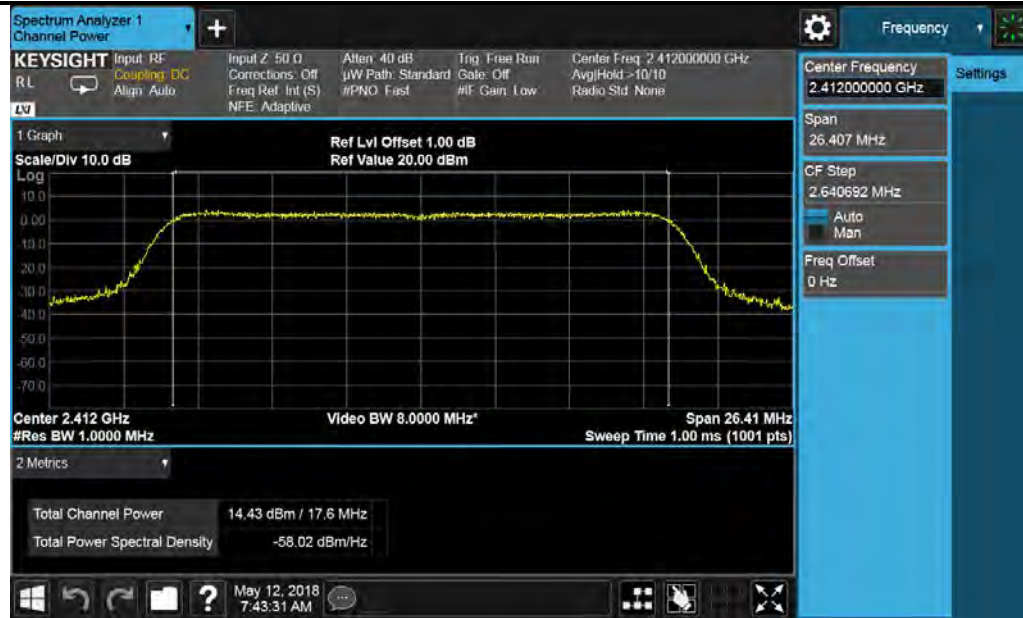 Spectrum Analyzer 1
Channel Power
+
Frequency
KEYSIGHT
RL
Input: RF
Coupling: DC
Align: Auto
Input Z: 50 Ω
Corrections: Off
Freq Ref: Int (S)
NFE: Adaptive
Atten: 40 dB
µW Path: Standard
#PNO: Fast
Trig: Free Run
Gate: Off
#IF Gain: Low
Center Freq: 2.412000000 GHz
Avg|Hold:>10/10
Radio Std: None
Center Frequency
2.412000000 GHz
Settings
Span
26.407 MHz
CF Step
2.640692 MHz
Auto
Man
Freq Offset
0 Hz
1 Graph
Scale/Div 10.0 dB
Ref Lvl Offset 1.00 dB
Ref Value 20.00 dBm
Log
10.0
0.00
-10.0
-20.0
-30.0
-40.0
-50.0
-60.0
-70.0
Center 2.412 GHz
#Res BW 1.0000 MHz
Video BW 8.0000 MHz*
Span 26.41 MHz
Sweep Time 1.00 ms (1001 pts)
2 Metrics
Total Channel Power 14.43 dBm / 17.6 MHz
Total Power Spectral Density -58.02 dBm/Hz
?
May 12, 2018
7:43:31 AM